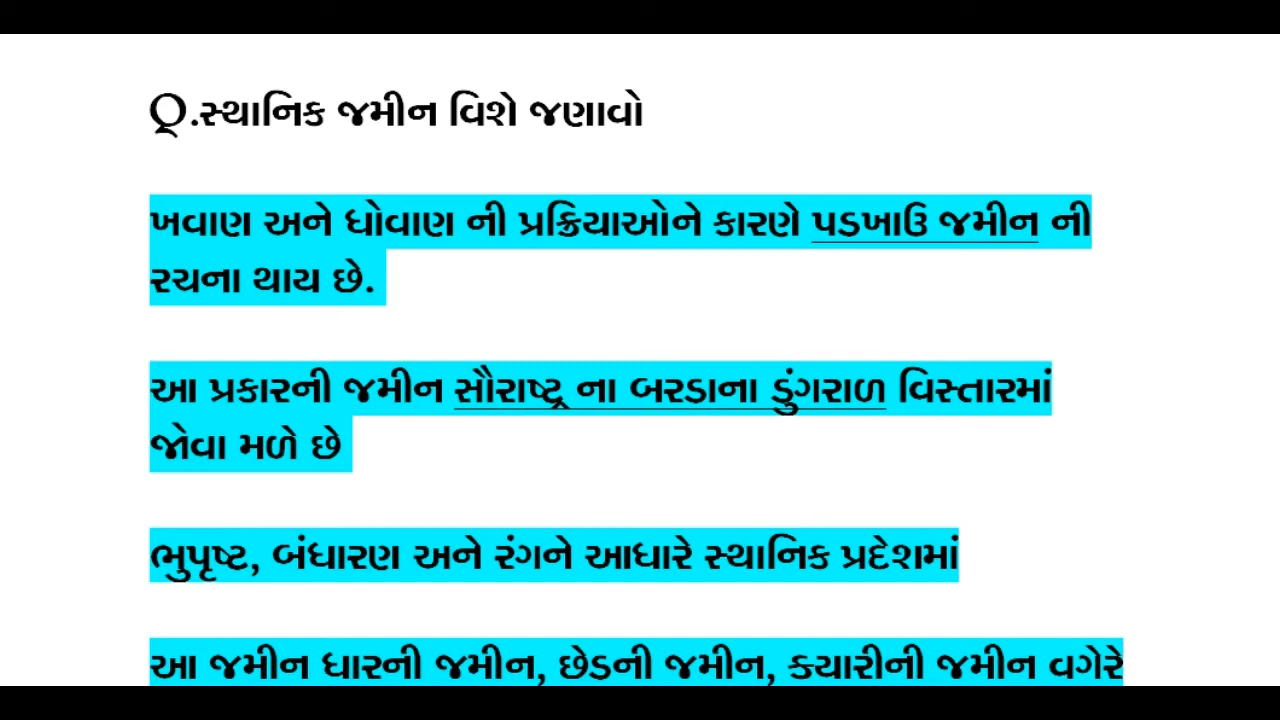 Q.સ્થાનિક જમીન વિશે જણાવો
ખવાણ અને ધોવાણ ની પ્રક્રિયાઓને કારણે પડખાઉ જમીન ની
રચના થાય છે.
આ પ્રકારની જમીન સૌરાષ્ટ્ર ના બરડાના ડુંગરાળ વિસ્તારમાં
જોવા મળે છે
ભુપૃષ્ટ, બંધારણ અને રંગને આધારે સ્થાનિક પ્રદેશમાં
આ જમીન ધારની જમીન, છેડની જમીન, ક્યારીની જમીન વગેરે